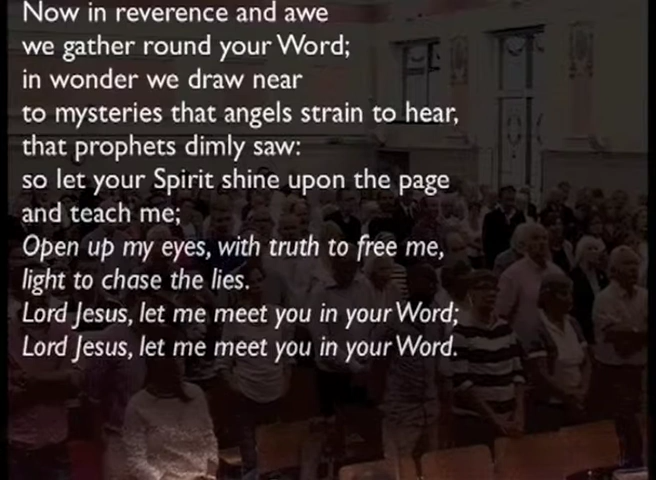 Now in reverence and awe
we gather round your Word;
in wonder we draw near
to mysteries that angels strain to hear,
that prophets dimly saw:
so let your Spirit shine upon the page
and teach me;
Open up my eyes, with truth to free me,
light to chase the lies.
Lord Jesus, let me meet you in your Word;
Lord Jesus, let me meet you in your Word.